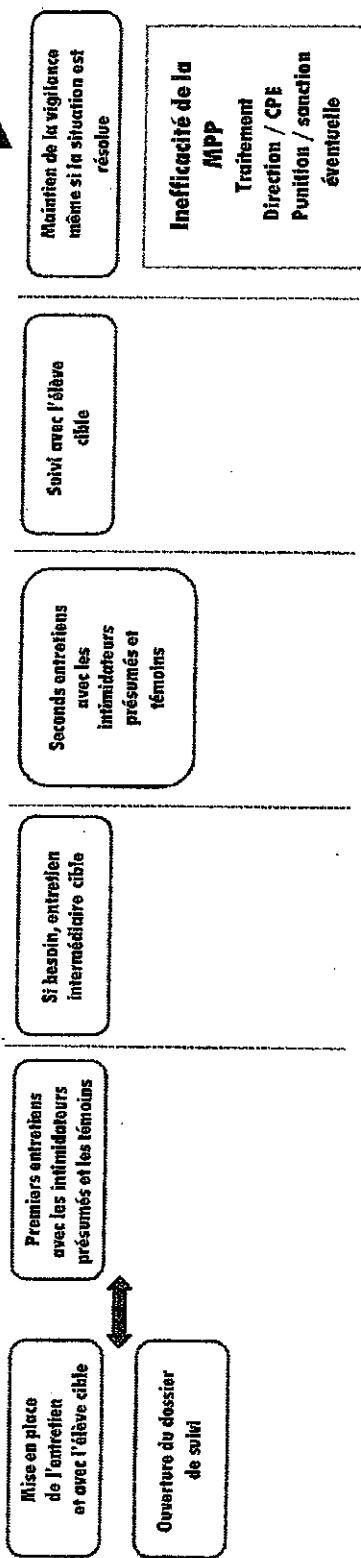 Mise en place
de l'entretien
et avec l'élève cible
Ouverture du dossier
de suivi
Premiers entretiens
avec les intimidateurs
présumés et les témoins
Si besoin, entretien
intermédiaire cible
Seconds entretiens
avec les
intimidateurs
présumés et
témoins
Suivi avec l'élève
cible
Maintien de la vigilance
même si la situation est
résolue
Inefficacité de la
MPP
Traitement
Direction / CPE
Punition / sanction
éventuelle